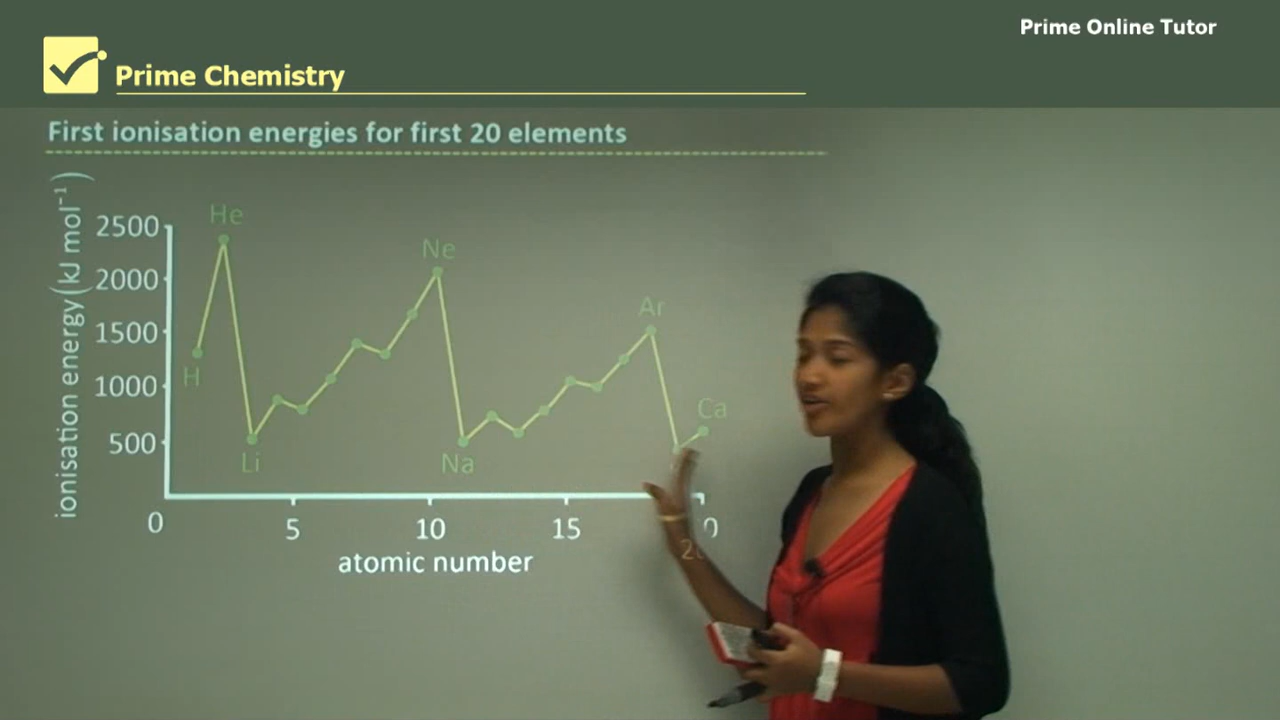 Prime Online Tutor
Prime Chemistry
First ionisation energies for first 20 elements
ionisation energy (kJ mol⁻¹)
2500
2000
1500
1000
500
He
H
Li
Ne
Na
Ar
Ca
0
5
10
15
0
atomic number